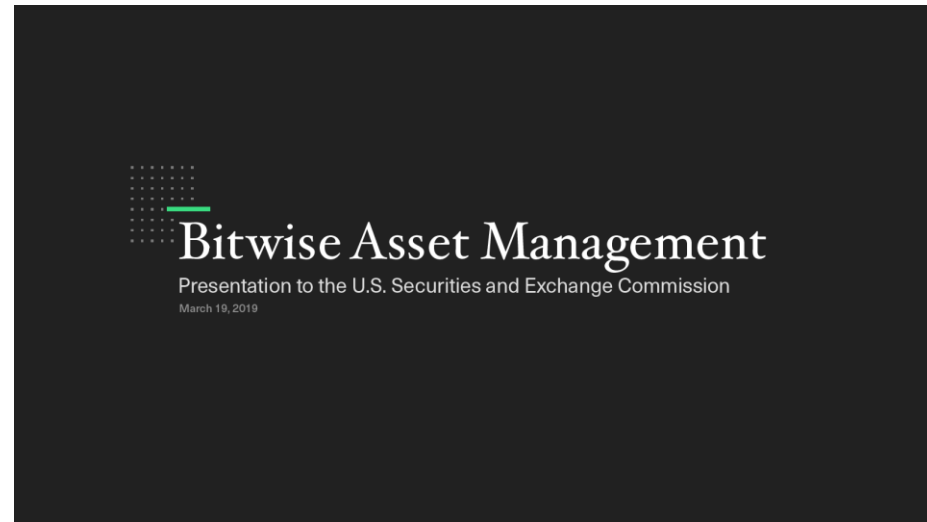 Bitwise Asset Management
Presentation to the U.S. Securities and Exchange Commission
March 19, 2019